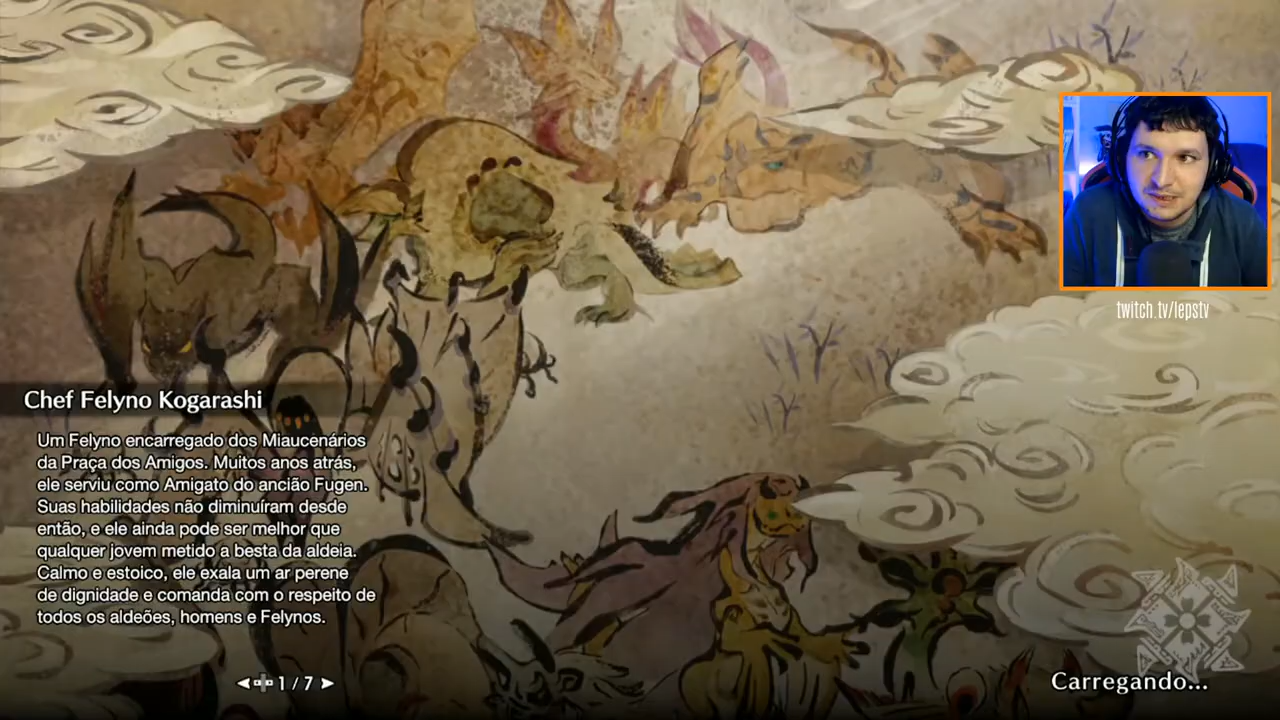 twitch.tv/lepstv
Chef Felyno Kogarashi
Um Felyno encarregado dos Miaucenários
da Praça dos Amigos. Muitos anos atrás,
ele serviu como Amigato do ancião Fugen.
Suas habilidades não diminuíram desde
então, e ele ainda pode ser melhor que
qualquer jovem metido a besta da aldeia.
Calmo e estoico, ele exala um ar perene
de dignidade e comanda com o respeito de
todos os aldeões, homens e Felynos.
1 / 7
Carregando...